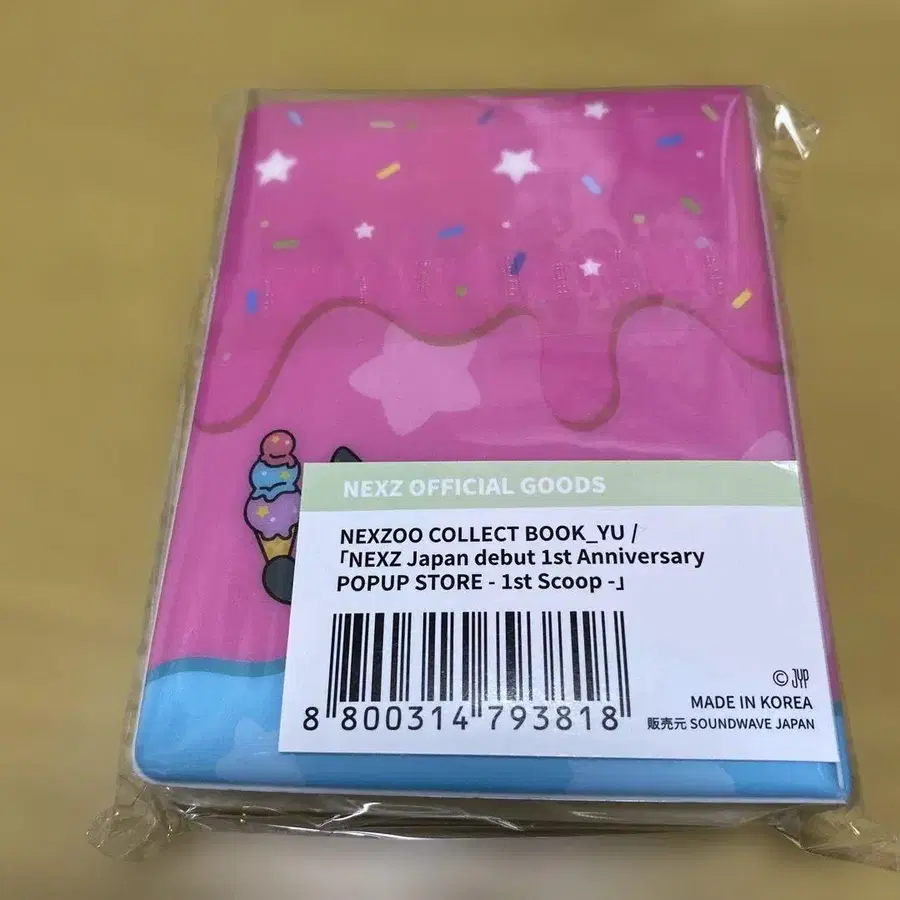 NEXZ OFFICIAL GOODS
NEXZOO COLLECT BOOK_YU /
「NEXZ Japan debut 1st Anniversary
POPUP STORE - 1st Scoop -」
8 800314 793818
© JYP
MADE IN KOREA
販売元 SOUNDWAVE JAPAN